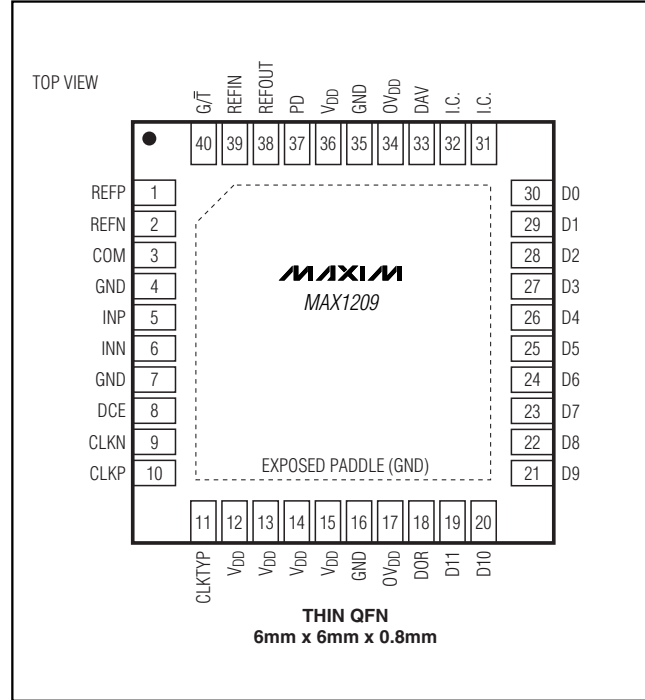 TOP VIEW
G/T̅
REFIN
REFOUT
PD
VDD
GND
OVDD
DAV
I.C.
I.C.
40
39
38
37
36
35
34
33
32
31
REFP 1
REFN 2
COM 3
GND 4
INP 5
INN 6
GND 7
DCE 8
CLKN 9
CLKP 10
MAXIM
MAX1209
EXPOSED PADDLE (GND)
30 D0
29 D1
28 D2
27 D3
26 D4
25 D5
24 D6
23 D7
22 D8
21 D9
11
12
13
14
15
16
17
18
19
20
CLKTYP
VDD
VDD
VDD
VDD
GND
OVDD
DOR
D11
D10
THIN QFN
6mm x 6mm x 0.8mm